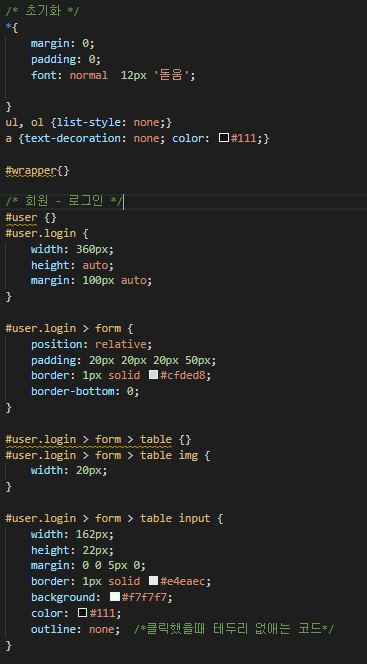 /* 초기화 */
*{
    margin: 0;
    padding: 0;
    font: normal  12px '돋움';

}
ul, ol {list-style: none;}
a {text-decoration: none; color: #111;}

#wrapper{}

/* 회원 - 로그인 */
#user {}
#user.login {
    width: 360px;
    height: auto;
    margin: 100px auto;
}

#user.login > form {
    position: relative;
    padding: 20px 20px 20px 50px;
    border: 1px solid #cfded8;
    border-bottom: 0;
}

#user.login > form > table {}
#user.login > form > table img {
    width: 20px;
}

#user.login > form > table input {
    width: 162px;
    height: 22px;
    margin: 0 0 5px 0;
    border: 1px solid #e4eaec;
    background: #f7f7f7;
    color: #111;
    outline: none;  /*클릭했을때 테두리 없애는 코드*/
}